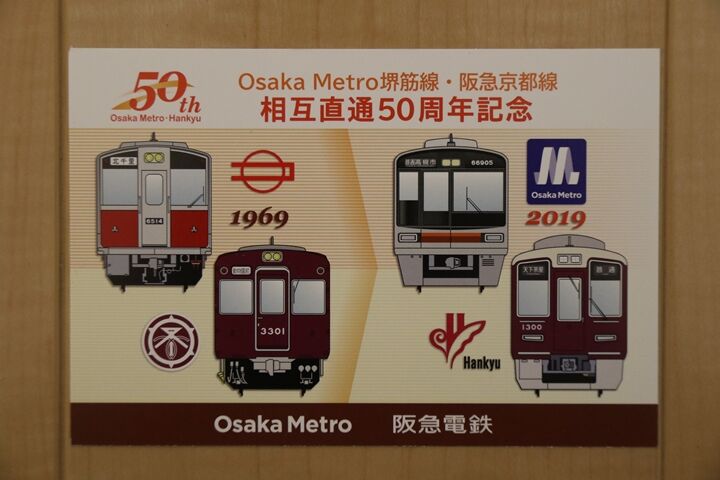 50th
Osaka Metro・Hankyu
Osaka Metro堺筋線・阪急京都線
相互直通50周年記念
北千里
6514
1969
3301
高槻市
66905
Osaka Metro
2019
天下茶屋
普通
1300
Hankyu
Osaka Metro 阪急電鉄